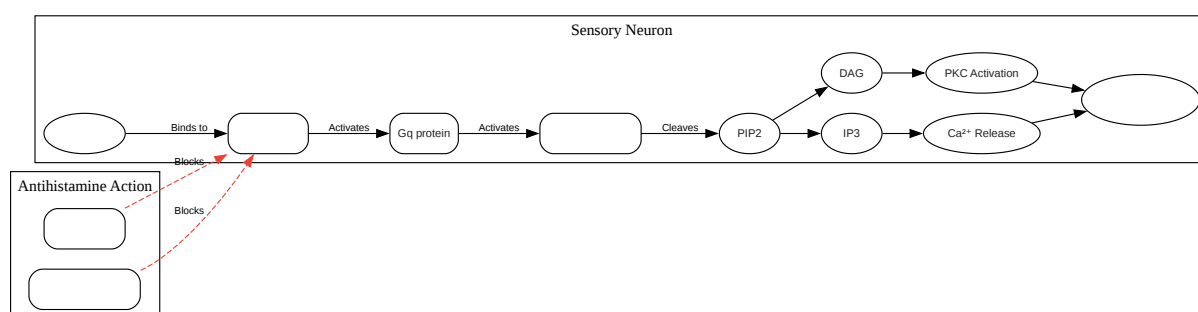 Sensory Neuron
DAG
PKC Activation
Binds to
Activates
Gq protein
Activates
Cleaves
PIP2
IP3
Ca²⁺ Release
Blocks
Antihistamine Action
Blocks